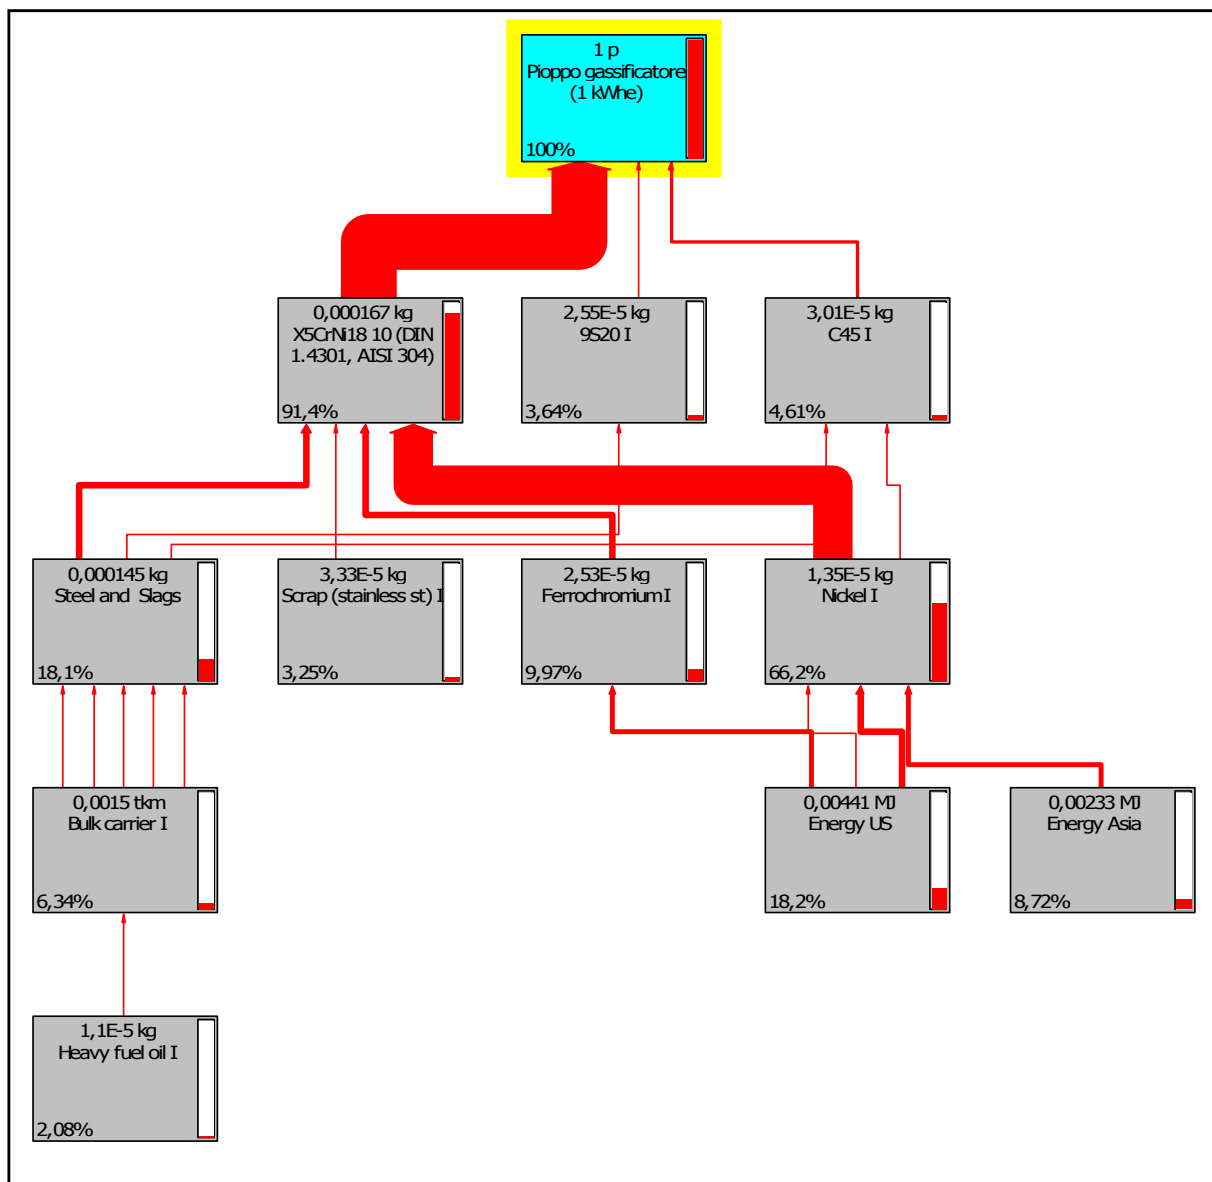 1 p
Pioppo gassificatore
(1 kWhe)
100%
0,000167 kg
X5CrNi18 10 (DIN
1.4301, AISI 304)
91,4%
2,55E-5 kg
9S20 I
3,64%
3,01E-5 kg
C45 I
4,61%
0,000145 kg
Steel and Slags
18,1%
3,33E-5 kg
Scrap (stainless st) I
3,25%
2,53E-5 kg
Ferrochromium I
9,97%
1,35E-5 kg
Nickel I
66,2%
0,0015 tkm
Bulk carrier I
6,34%
0,00441 MJ
Energy US
18,2%
0,00233 MJ
Energy Asia
8,72%
1,1E-5 kg
Heavy fuel oil I
2,08%